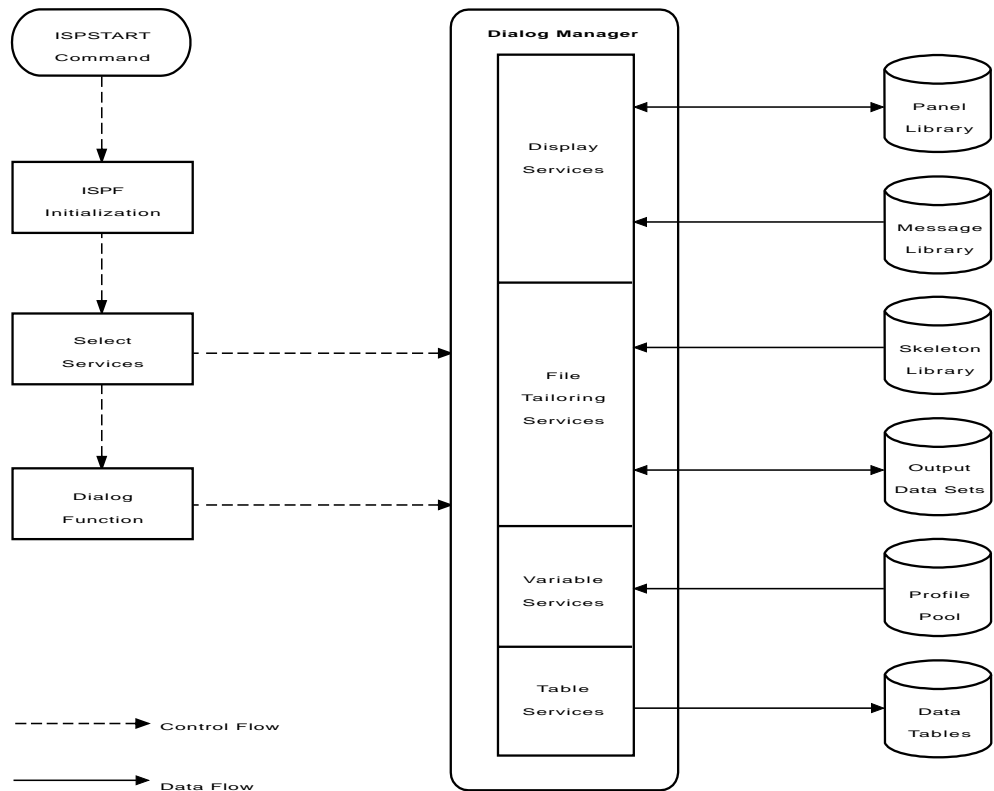 ISPSTART
Command
ISPF
Initialization
Select
Services
Dialog
Function
Control Flow
Data Flow
Dialog Manager
Display
Services
File
Tailoring
Services
Variable
Services
Table
Services
Panel
Library
Message
Library
Skeleton
Library
Output
Data Sets
Profile
Pool
Data
Tables